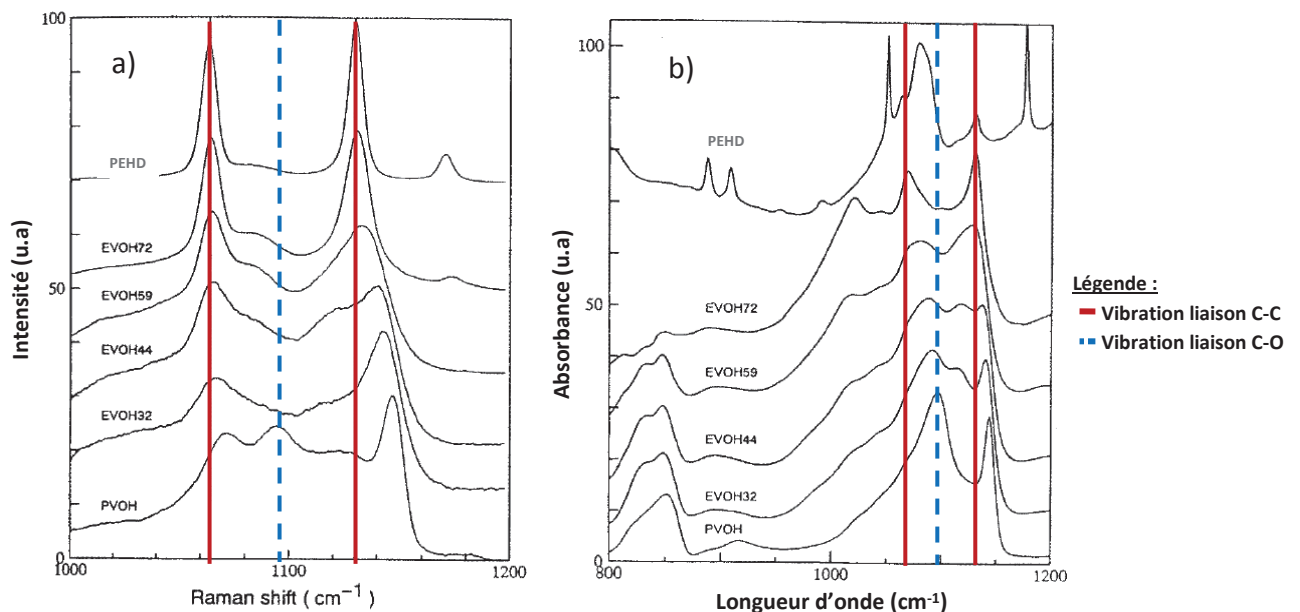 a)
100
50
0
Intensité (u.a)
PEHD
EVOH72
EVOH59
EVOH44
EVOH32
PVOH
1000
1100
1200
Raman shift (cm⁻¹)
b)
100
50
0
Absorbance (u.a)
PEHD
EVOH72
EVOH59
EVOH44
EVOH32
PVOH
800
1000
1200
Longueur d'onde (cm⁻¹)
Légende :
Vibration liaison C-C
Vibration liaison C-O